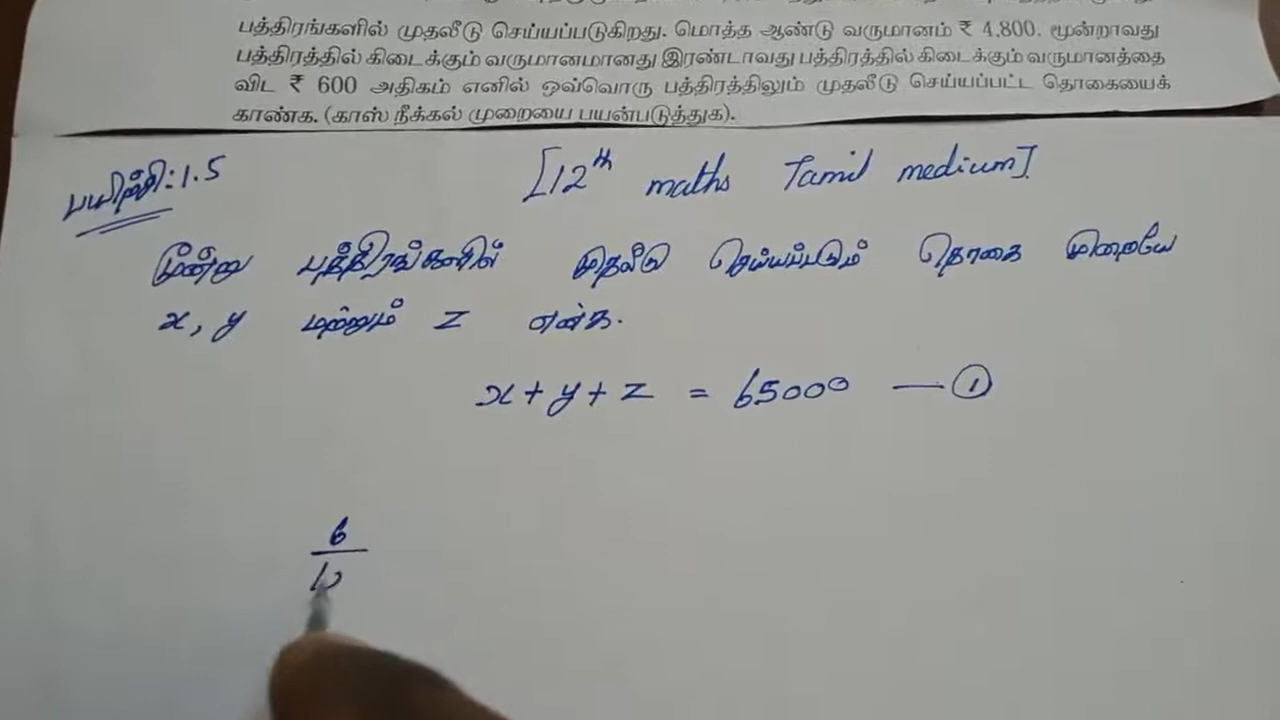 பத்திரங்களில் முதலீடு செய்யப்படுகிறது. மொத்த ஆண்டு வருமானம் ₹ 4,800. மூன்றாவது
பத்திரத்தில் கிடைக்கும் வருமானமானது இரண்டாவது பத்திரத்தில் கிடைக்கும் வருமானத்தை
விட ₹ 600 அதிகம் எனில் ஒவ்வொரு பத்திரத்திலும் முதலீடு செய்யப்பட்ட தொகையைக்
காண்க. (காஸ் நீக்கல் முறையை பயன்படுத்துக).
பயிற்சி: 1.5
[12th maths Tamil medium]
மூன்று பத்திரங்களில் முதலீடு செய்யப்படும் தொகை முறையே
x, y மற்றும் z என்க.
x + y + z = 65000 — ①
6
10